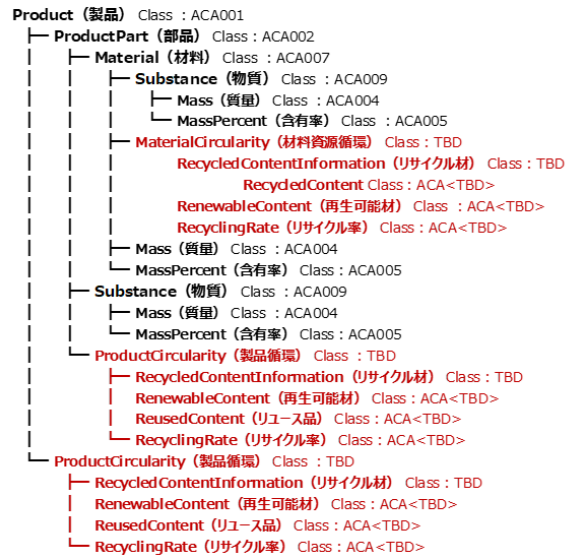 Product（製品）Class ：ACA001
ProductPart（部品）Class：ACA002
Material（材料）Class ：ACA007
Substance（物質）Class ：ACA009
Mass（質量）Class：ACA004
MassPercent（含有率）Class：ACA005
MaterialCircularity（材料資源循環）Class：TBD
RecycledContentInformation（リサイクル材）Class：TBD
RecycledContent Class：ACA<TBD>
RenewableContent（再生可能材）Class ：ACA<TBD>
RecyclingRate（リサイクル率）Class：ACA<TBD>
Mass（質量）Class：ACA004
MassPercent（含有率）Class：ACA005
Substance（物質）Class ：ACA009
Mass（質量）Class：ACA004
MassPercent（含有率）Class：ACA005
ProductCircularity（製品循環）Class ：TBD
RecycledContentInformation（リサイクル材）Class：TBD
RenewableContent（再生可能材）Class：ACA<TBD>
ReusedContent（リユース品）Class：ACA<TBD>
RecyclingRate（リサイクル率）Class：ACA<TBD>
ProductCircularity（製品循環）Class ：TBD
RecycledContentInformation（リサイクル材）Class：TBD
RenewableContent（再生可能材）Class：ACA<TBD>
ReusedContent（リユース品）Class：ACA<TBD>
RecyclingRate（リサイクル率）Class：ACA<TBD>